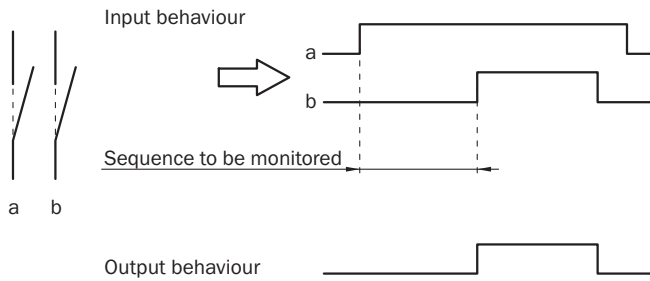 Input behaviour
a
b
Sequence to be monitored
a b
Output behaviour